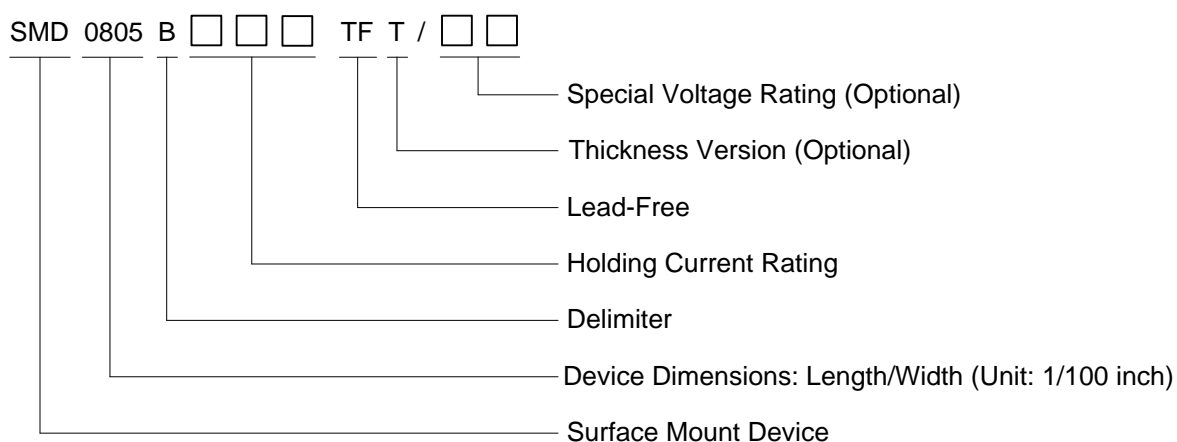 SMD 0805 B □ □ □ TF T / □ □
Special Voltage Rating (Optional)
Thickness Version (Optional)
Lead-Free
Holding Current Rating
Delimiter
Device Dimensions: Length/Width (Unit: 1/100 inch)
Surface Mount Device